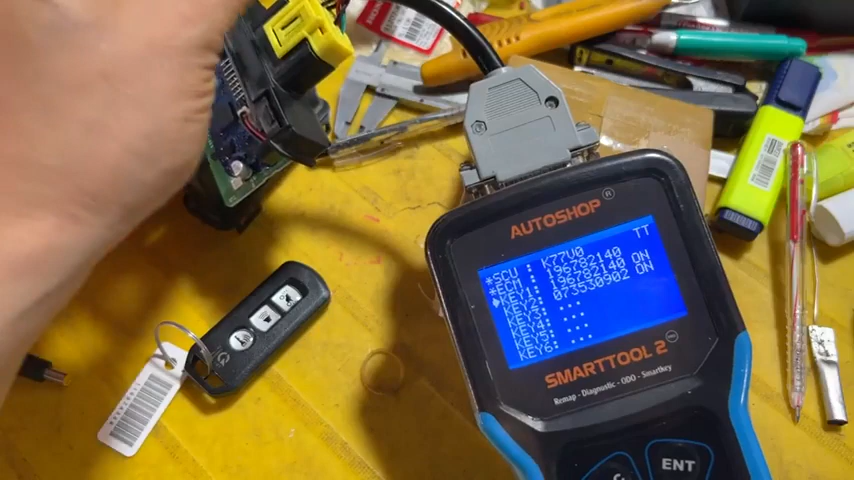 AUTOSHOP ®
TT
*SCU : K77V0
*ECM : 196782140
KEY1: 196782140 ON
KEY2: 073530902 ON
KEY3: ...
KEY4: ...
KEY5: ...
KEY6: ...
SMARTTOOL 2
Remap - Diagnostic - ODO - Smartkey
ENT